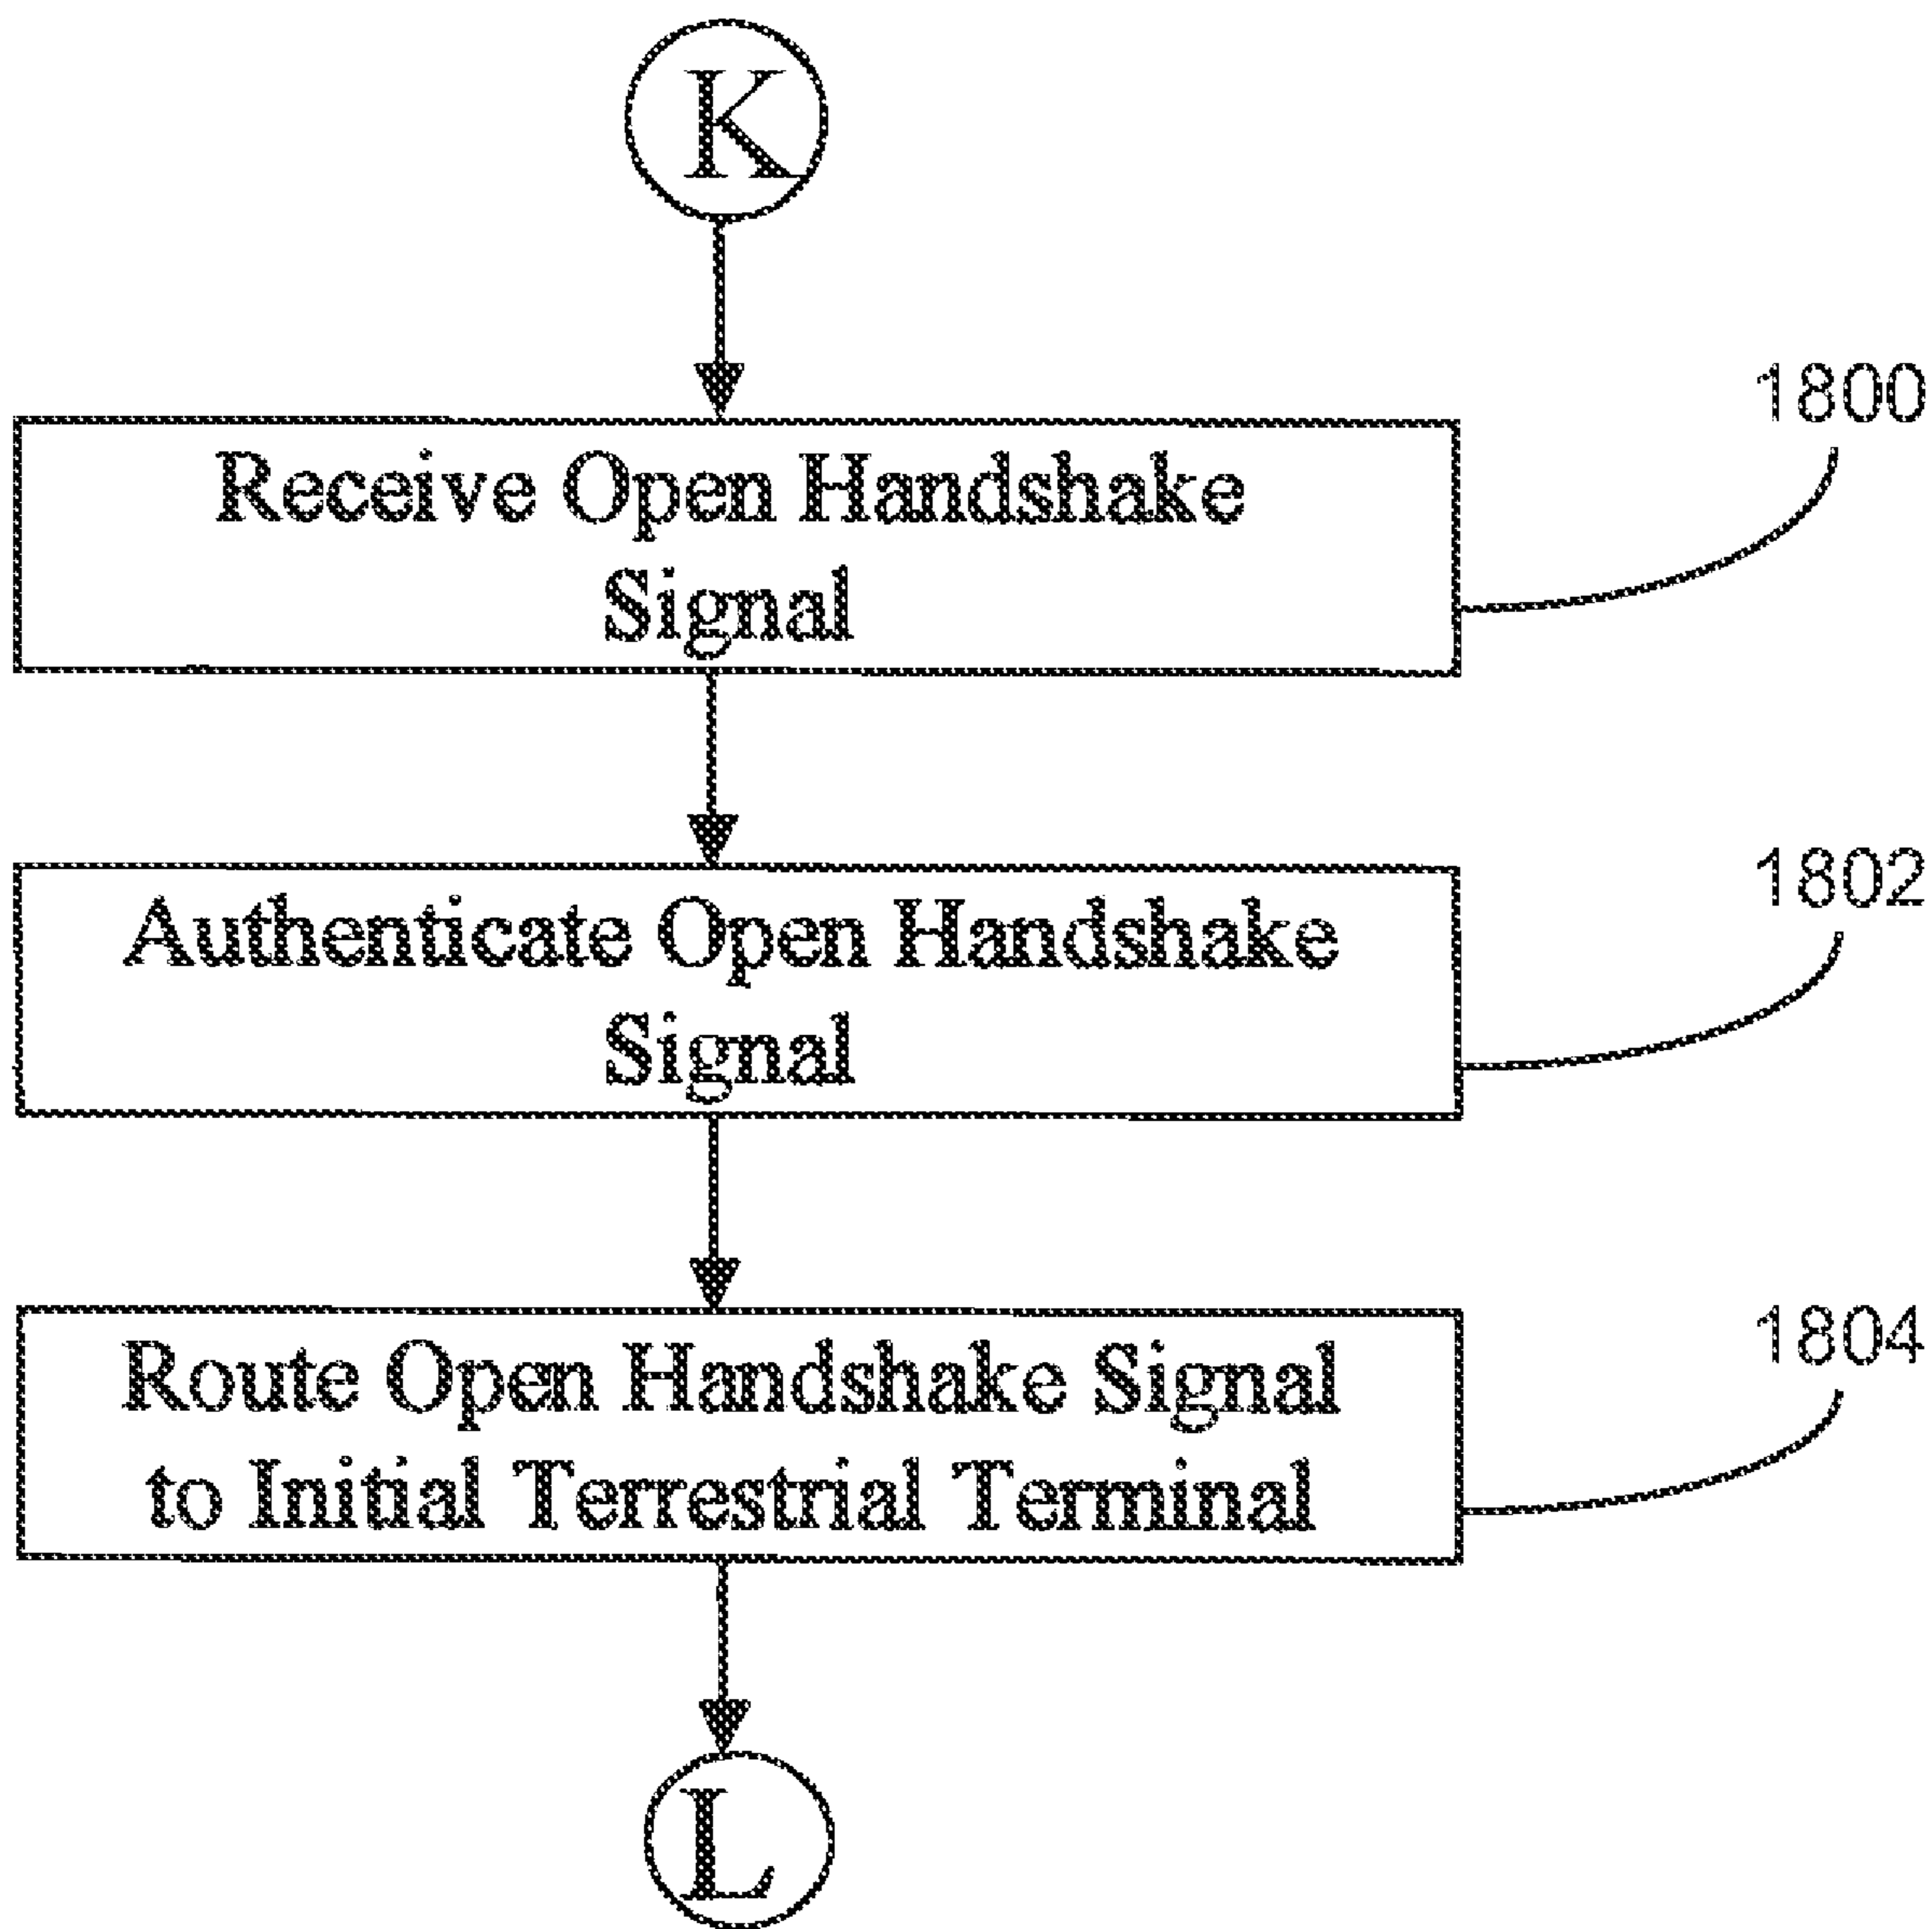 K
1800
Receive Open Handshake
Signal
1802
Authenticate Open Handshake
Signal
1804
Route Open Handshake Signal
to Initial Terrestrial Terminal
L